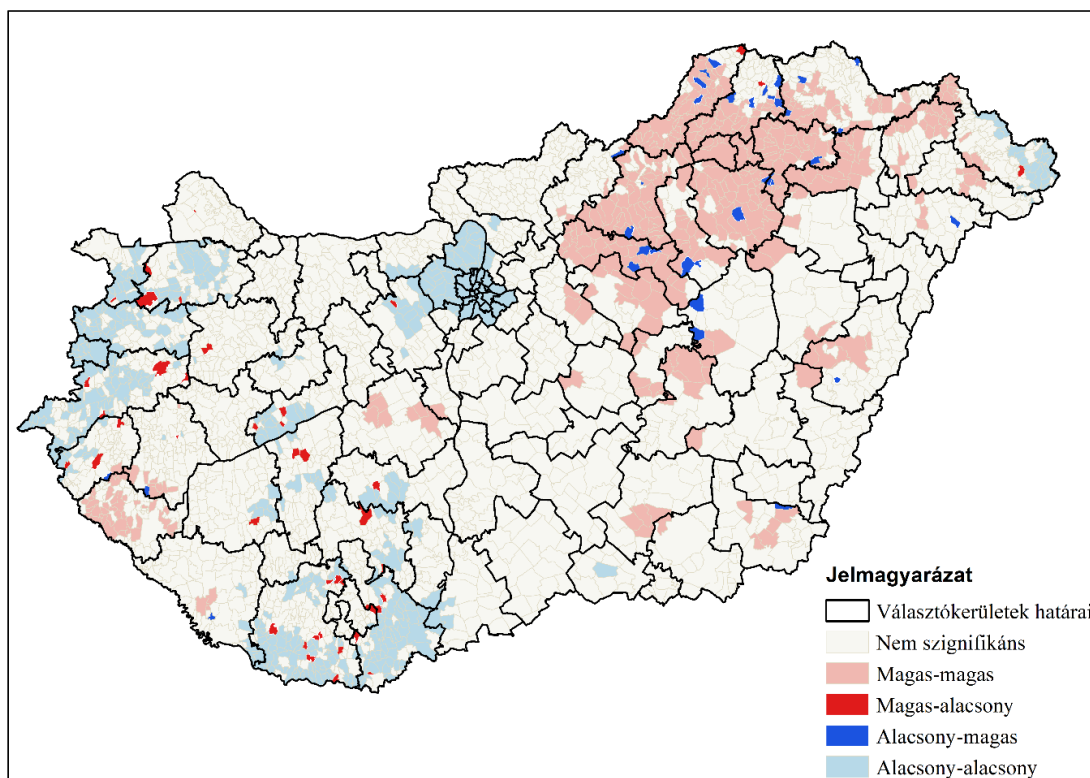 Jelmagyarázat
Választókerületek határai
Nem szignifikáns
Magas-magas
Magas-alacsony
Alacsony-magas
Alacsony-alacsony